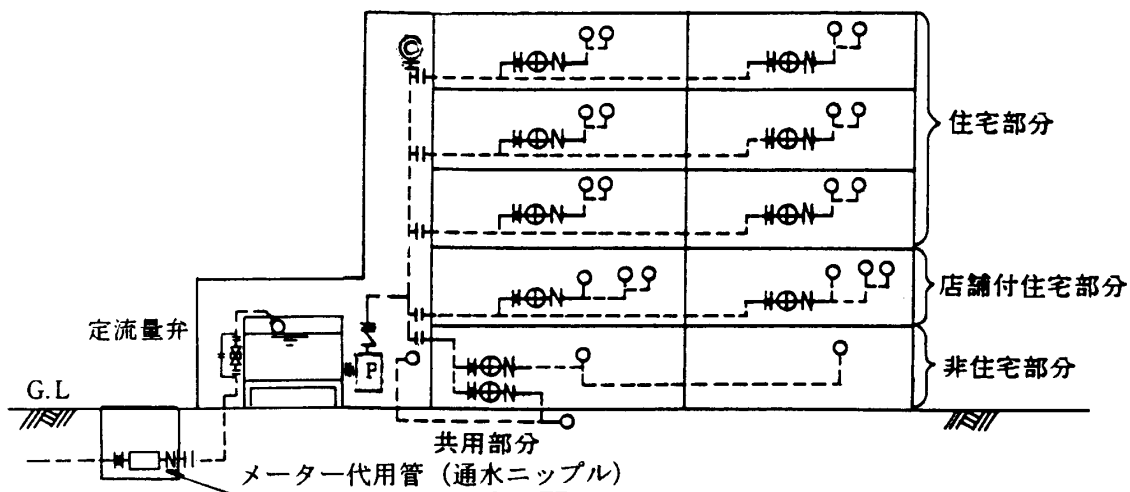 住宅部分
店舗付住宅部分
定流量弁
P
非住宅部分
G.L
共用部分
メーター代用管（通水ニップル）